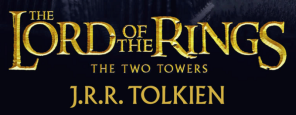 THE
LORD OF THE RINGS
THE TWO TOWERS
J.R.R. TOLKIEN